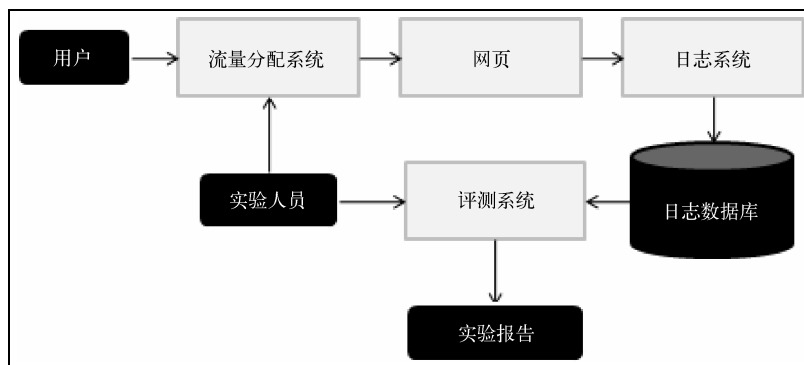 用户
流量分配系统
网页
日志系统
实验人员
评测系统
日志数据库
实验报告